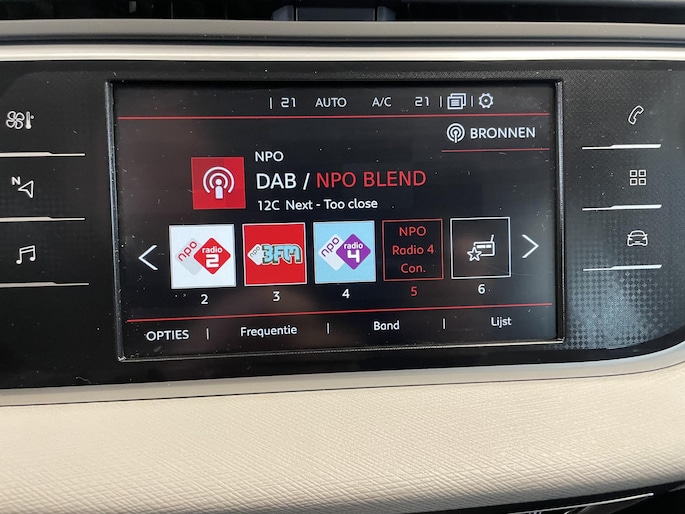 21 AUTO A/C 21
BRONNEN
NPO
DAB / NPO BLEND
12C Next - Too close
N
npo radio 2
npo 3FM
npo radio 4
NPO
Radio 4
Con.
2 3 4 5 6
OPTIES Frequentie Band Lijst